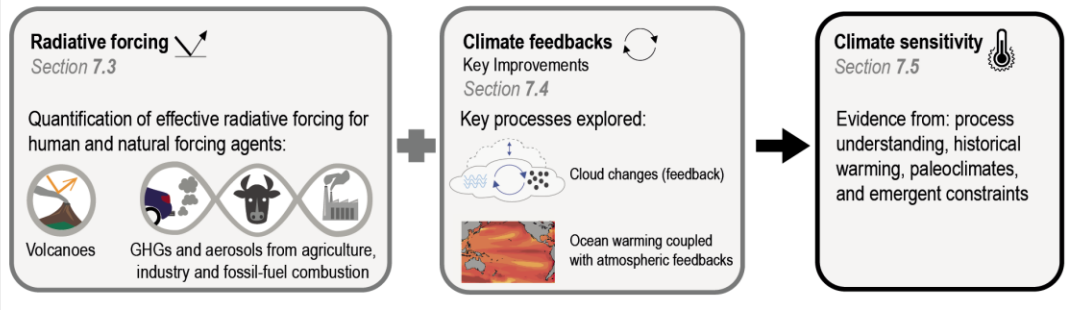 Radiative forcing
Section 7.3
Quantification of effective radiative forcing for
human and natural forcing agents:
Volcanoes
GHGs and aerosols from agriculture,
industry and fossil-fuel combustion
Climate feedbacks
Key Improvements
Section 7.4
Key processes explored:
Cloud changes (feedback)
Ocean warming coupled
with atmospheric feedbacks
Climate sensitivity
Section 7.5
Evidence from: process
understanding, historical
warming, paleoclimates,
and emergent constraints